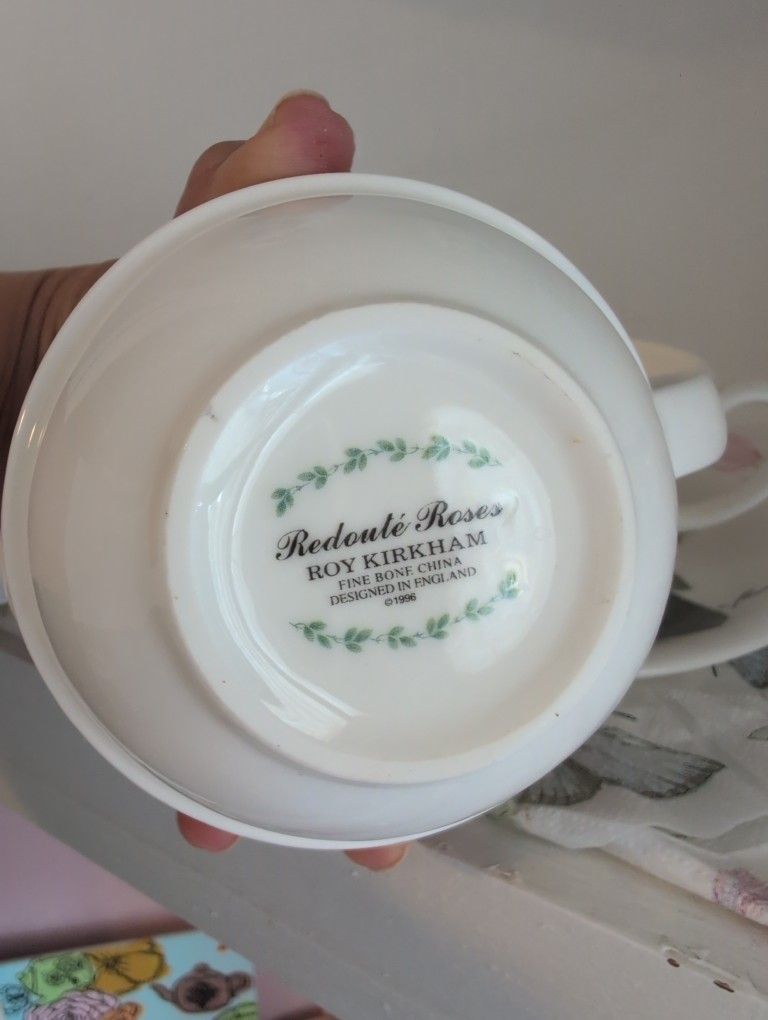 Redouté Roses
ROY KIRKHAM
FINE BONE CHINA
DESIGNED IN ENGLAND
©1996